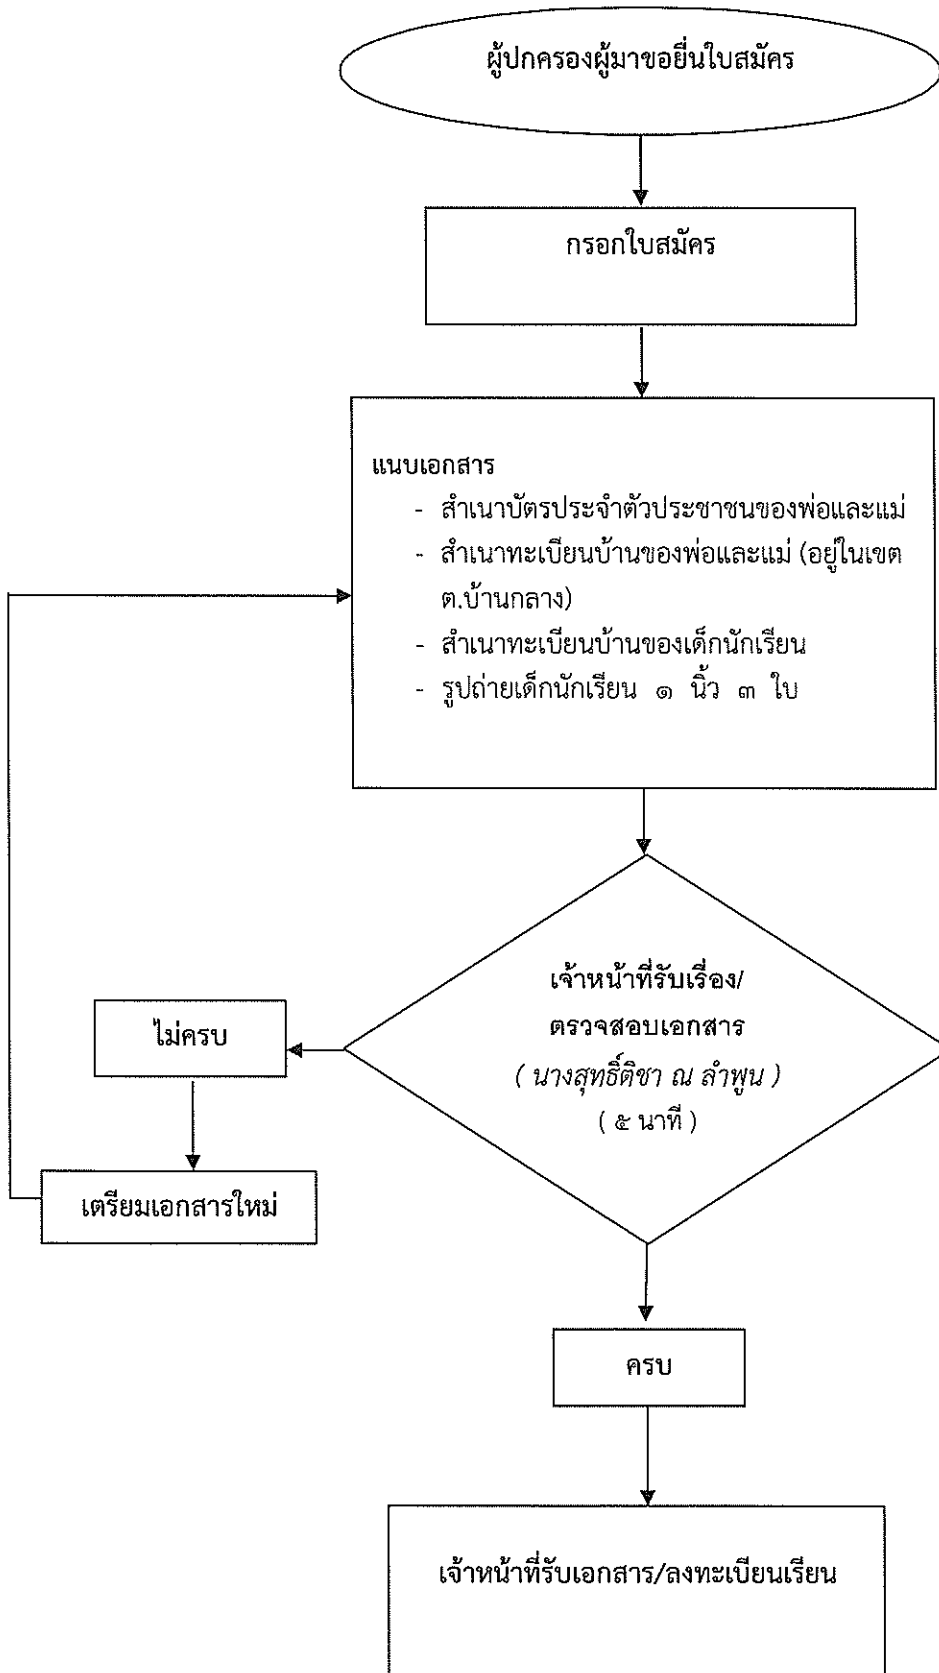 ผู้ปกครองผู้มาขอยื่นใบสมัคร
กรอกใบสมัคร
แนบเอกสาร
- สำเนาบัตรประจำตัวประชาชนของพ่อและแม่
- สำเนาทะเบียนบ้านของพ่อและแม่ (อยู่ในเขต
ต.บ้านกลาง)
- สำเนาทะเบียนบ้านของเด็กนักเรียน
- รูปถ่ายเด็กนักเรียน ๑ นิ้ว ๓ ใบ
เจ้าหน้าที่รับเรื่อง/
ตรวจสอบเอกสาร
( นางสุทธิ์ติชา ณ ลำพูน )
( ๕ นาที )
ไม่ครบ
เตรียมเอกสารใหม่
ครบ
เจ้าหน้าที่รับเอกสาร/ลงทะเบียนเรียน